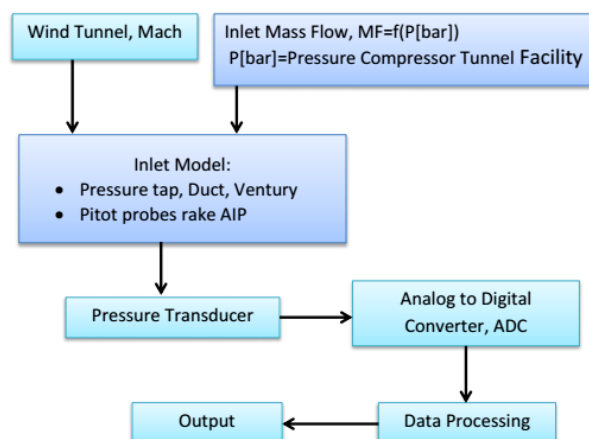 Wind Tunnel, Mach
Inlet Mass Flow, MF=f(P[bar])
P[bar]=Pressure Compressor Tunnel Facility
Inlet Model:
• Pressure tap, Duct, Ventury
• Pitot probes rake AIP
Pressure Transducer
Analog to Digital
Converter, ADC
Output
Data Processing